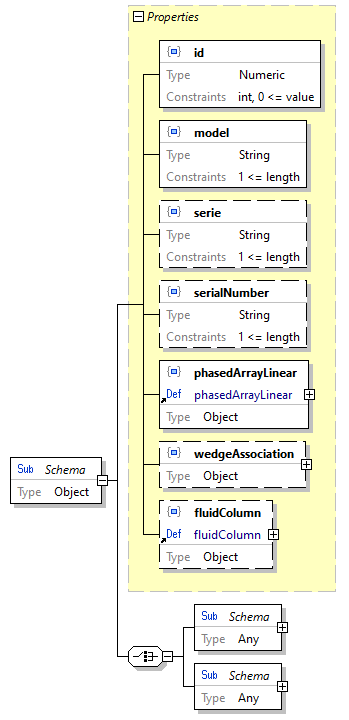 Properties
id
Type Numeric
Constraints int, 0 <= value
model
Type String
Constraints 1 <= length
serie
Type String
Constraints 1 <= length
serialNumber
Type String
Constraints 1 <= length
phasedArrayLinear
Def phasedArrayLinear
Type Object
wedgeAssociation
Type Object
fluidColumn
Def fluidColumn
Type Object
Sub Schema
Type Object
Sub Schema
Type Any
Sub Schema
Type Any